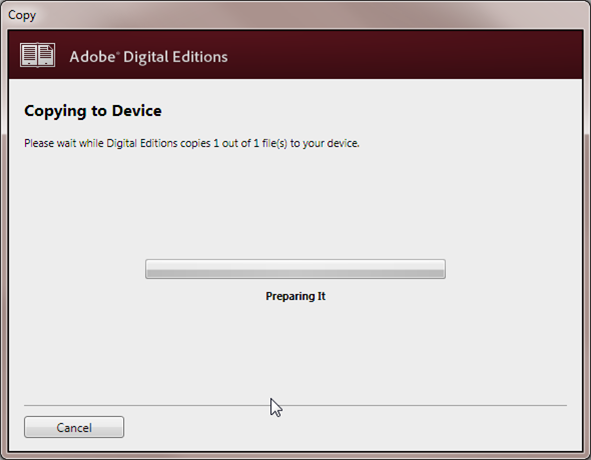 Copy
Adobe® Digital Editions
Copying to Device
Please wait while Digital Editions copies 1 out of 1 file(s) to your device.
Preparing It
Cancel